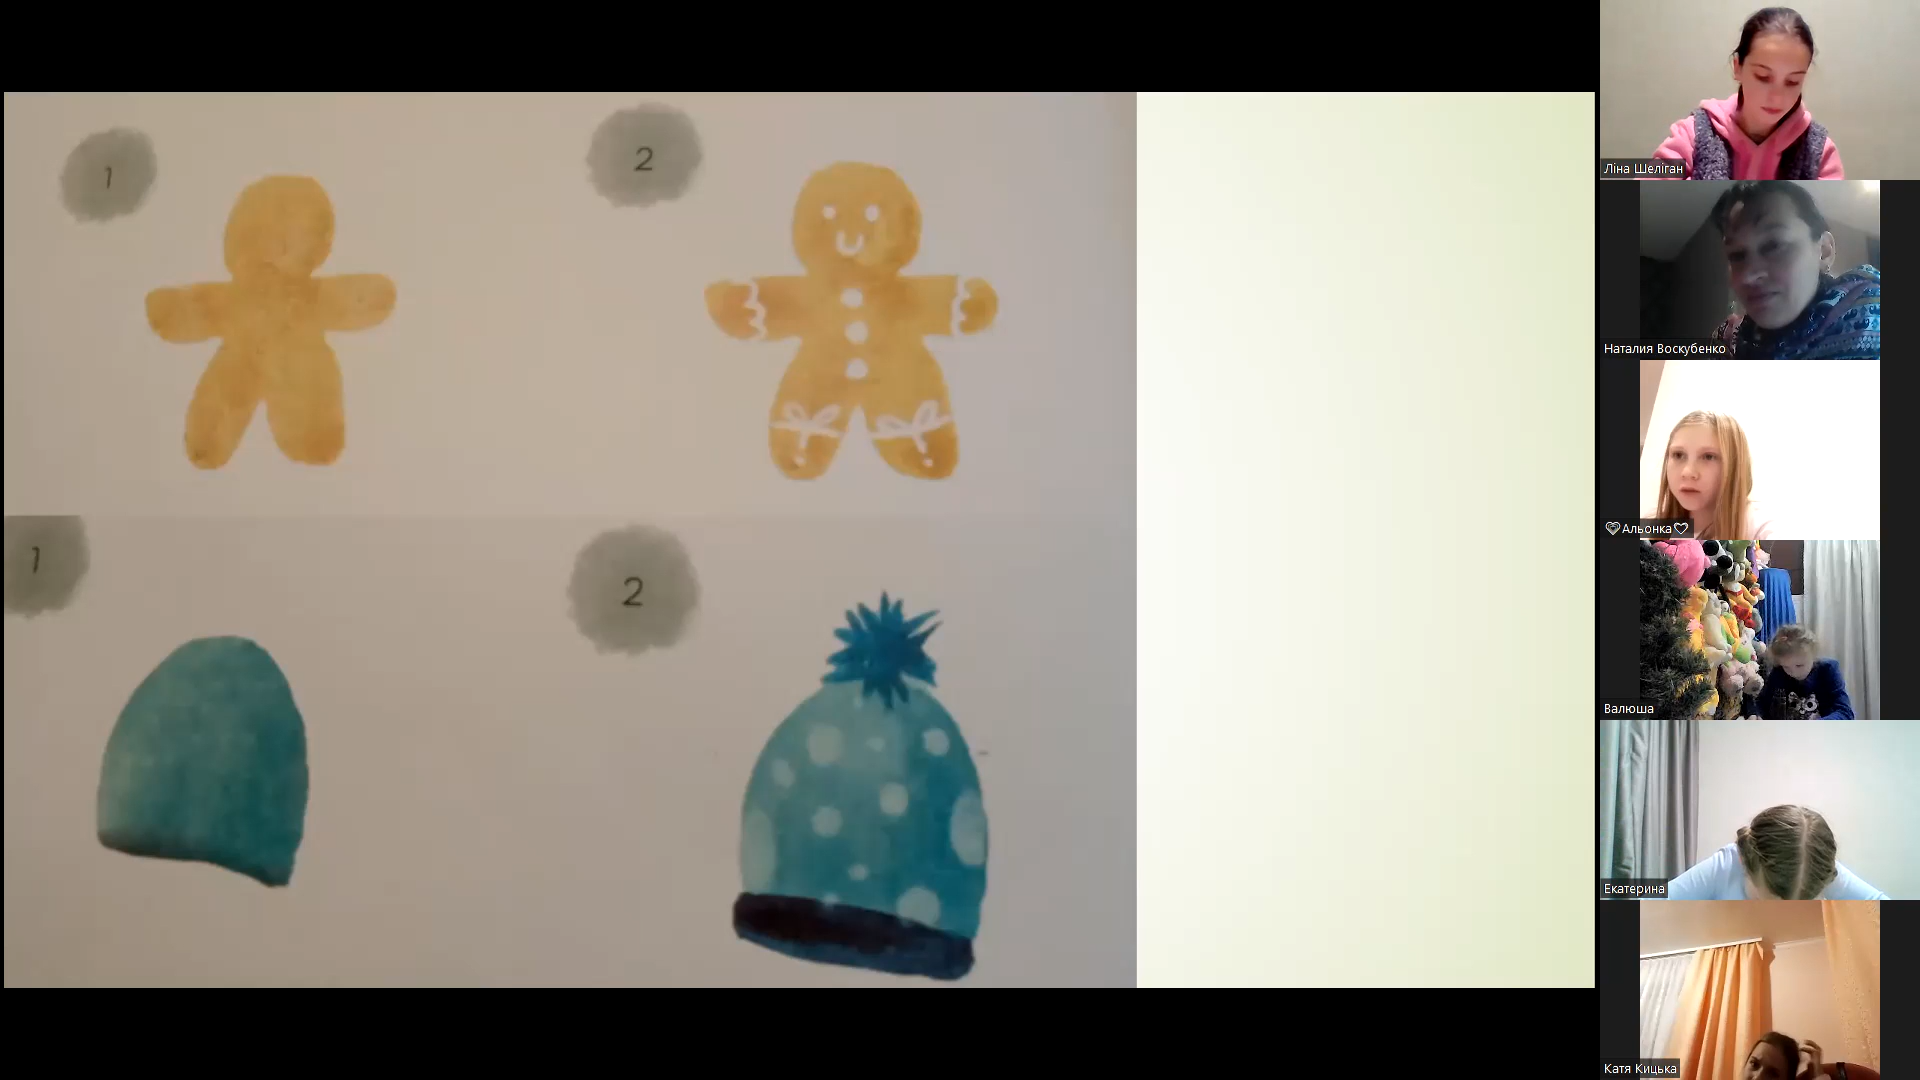 1
2
1
2
Ліна Шеліган
Наталия Воскубенко
🤍Альонка🤍
Валюша
Екатерина
Катя Кицька